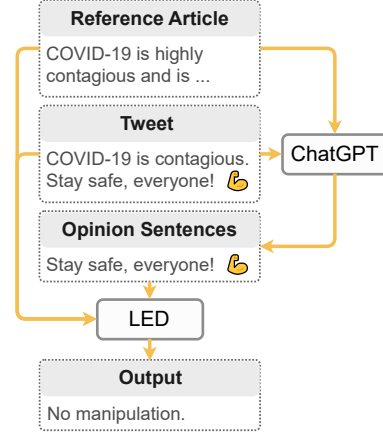 Reference Article
COVID-19 is highly
contagious and is ...
Tweet
COVID-19 is contagious.
Stay safe, everyone! 💪
ChatGPT
Opinion Sentences
Stay safe, everyone! 💪
LED
Output
No manipulation.